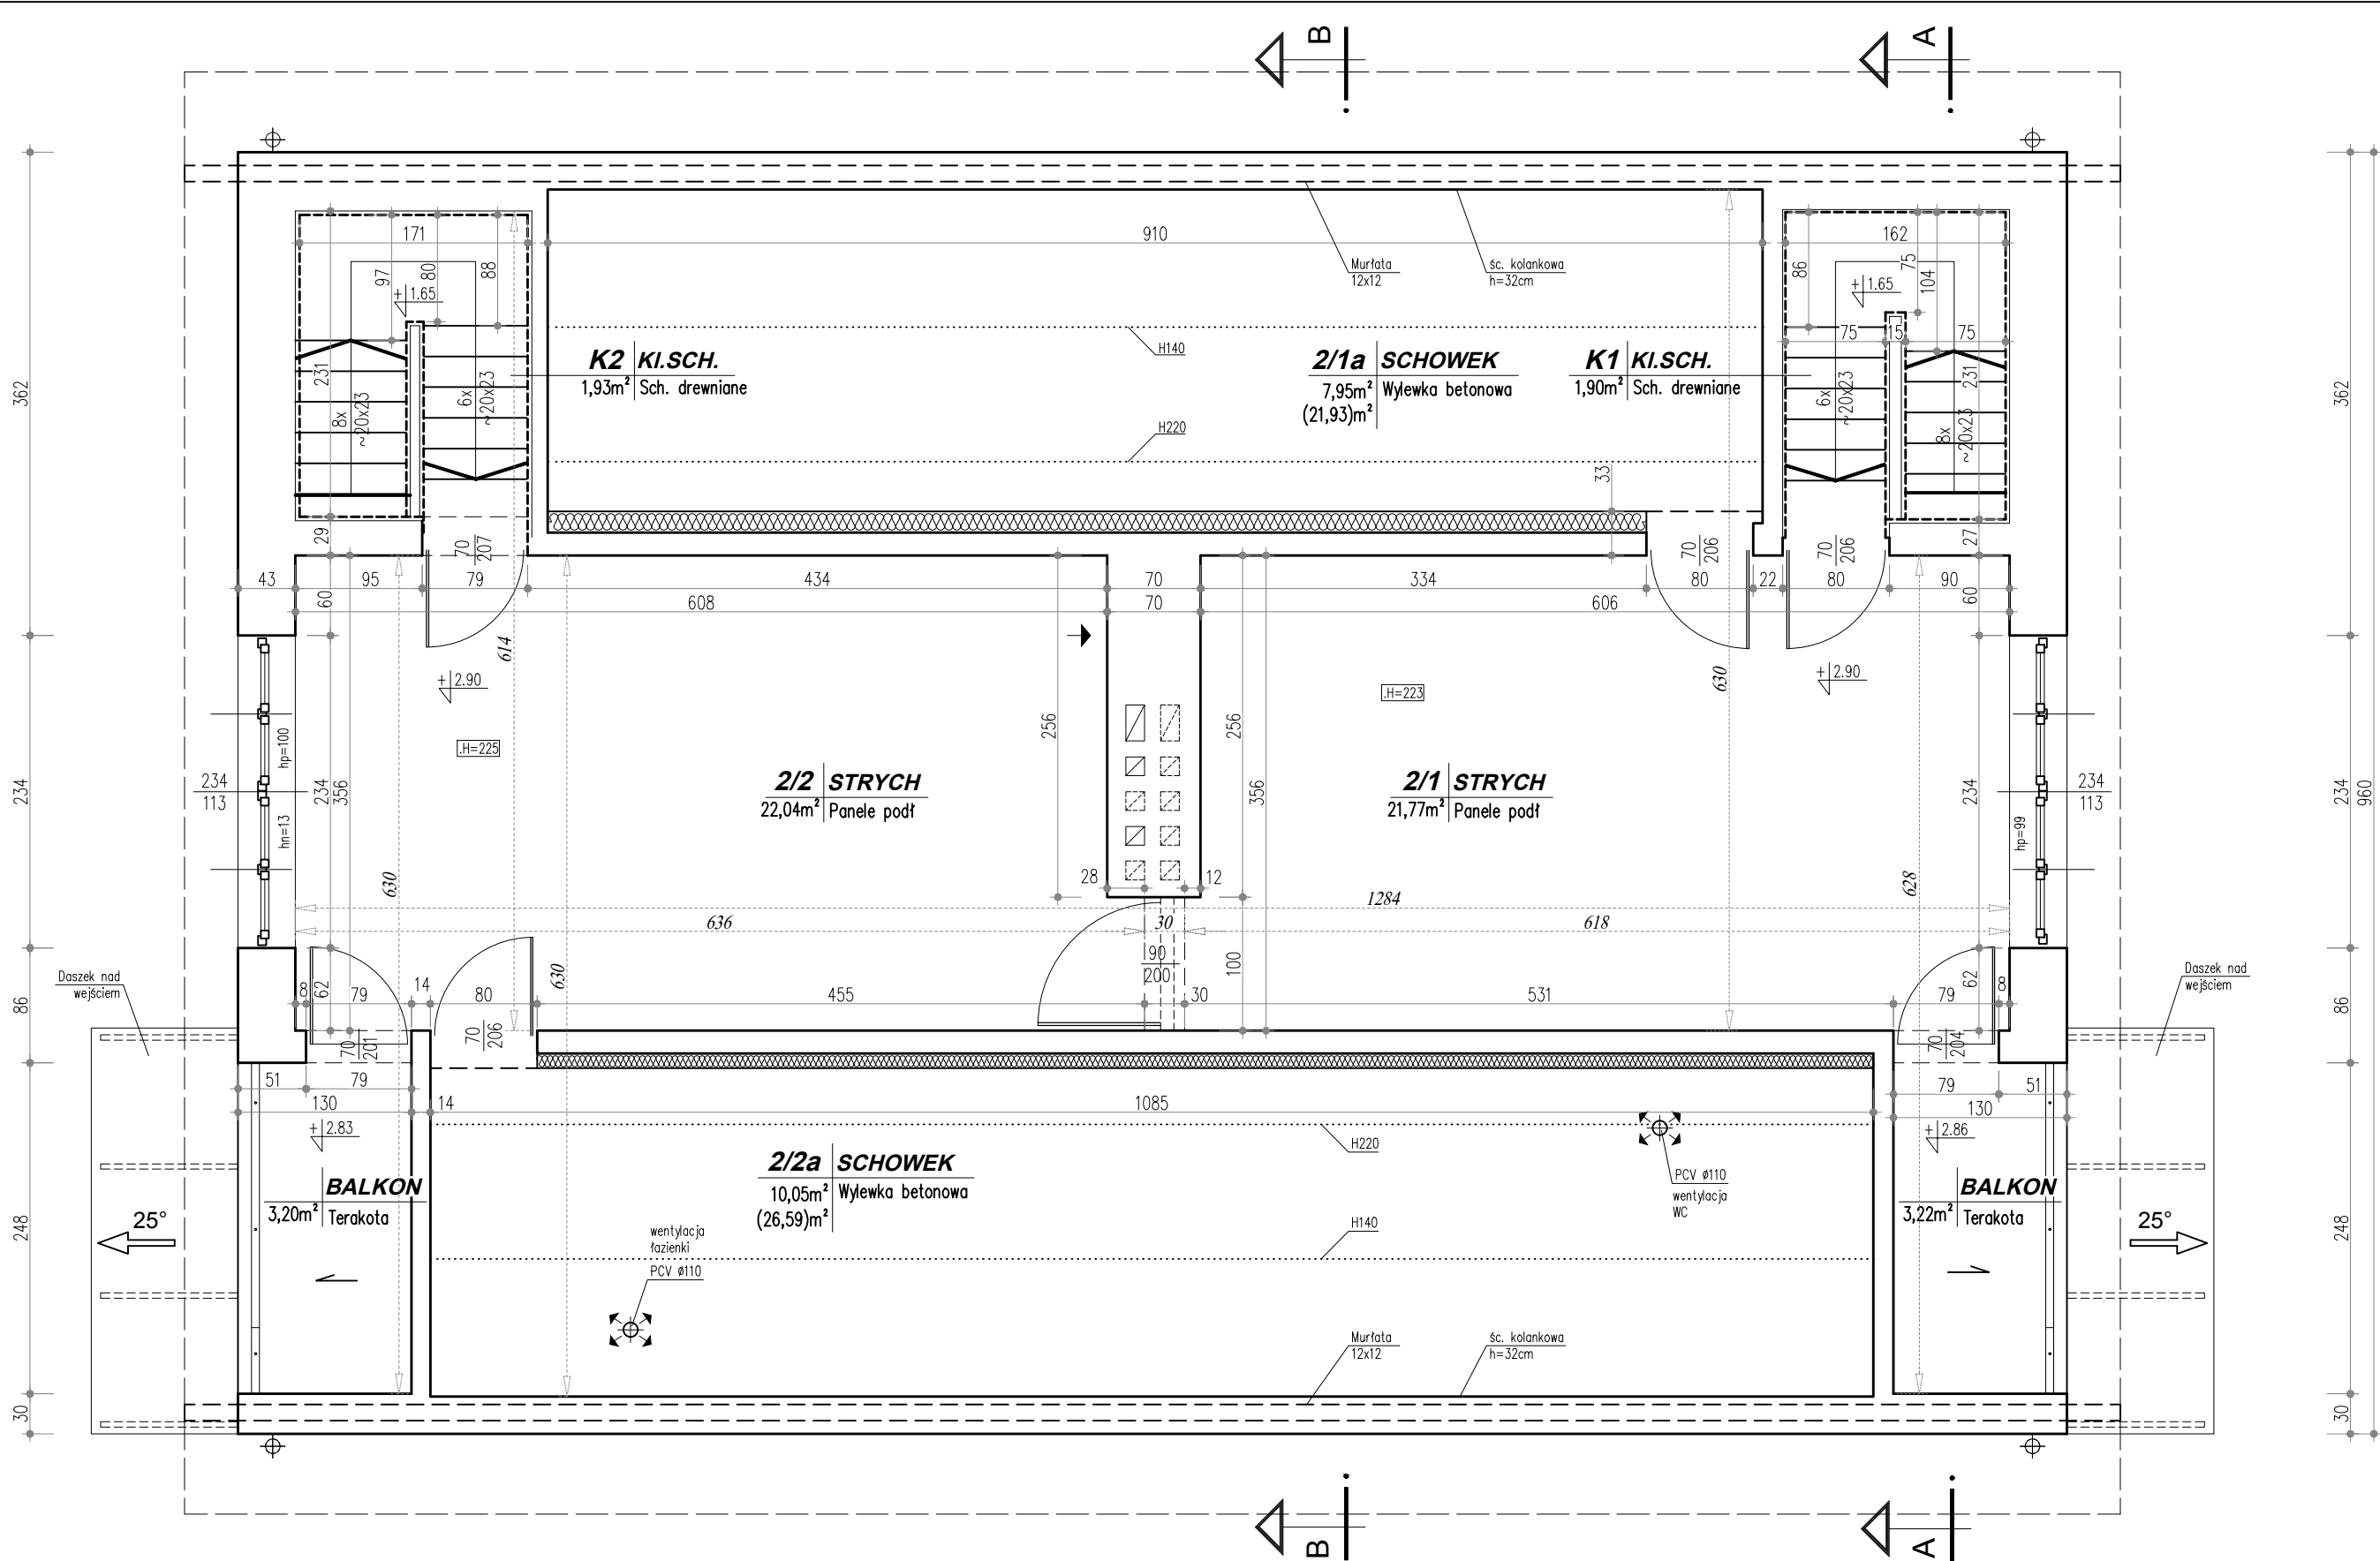 B
A
171
910
162
97
80
88
86
75
104
+ 1.65
+ 1.65
Murłata
12x12
śc. kolankowa
h=32cm
75
15
75
H140
K2 KI.SCH.
1,93m² Sch. drewniane
2/1a SCHOWEK
7,95m² Wylewka betonowa
(21,93)m²
K1 KI.SCH.
1,90m² Sch. drewniane
362
231
8x
~20x23
6x
~20x23
6x
~20x23
231
8x
~20x23
362
H220
33
29
70
207
70
206
70
206
27
43
95
79
434
70
334
80
22
80
90
60
608
70
606
60
614
630
+ 2.90
+ 2.90
.H=223
.H=225
256
256
hp=100
234
113
234
234
356
356
2/2 STRYCH
22,04m² Panele podł
2/1 STRYCH
21,77m² Panele podł
234
234
113
234
960
hn=13
hp=99
630
28
12
628
1284
636
30
618
90
200
100
Daszek nad
wejściem
86
8
62
79
14
80
630
455
30
531
79
62
8
86
Daszek nad
wejściem
70
201
70
206
70
204
51
79
130
14
1085
79
51
130
+ 2.83
+ 2.86
H220
2/2a SCHOWEK
10,05m² Wylewka betonowa
(26,59)m²
PCV ø110
wentylacja
WC
BALKON
3,20m² Terakota
BALKON
3,22m² Terakota
25°
25°
248
248
H140
wentylacja
łazienki
PCV ø110
Murłata
12x12
śc. kolankowa
h=32cm
30
30
B
A